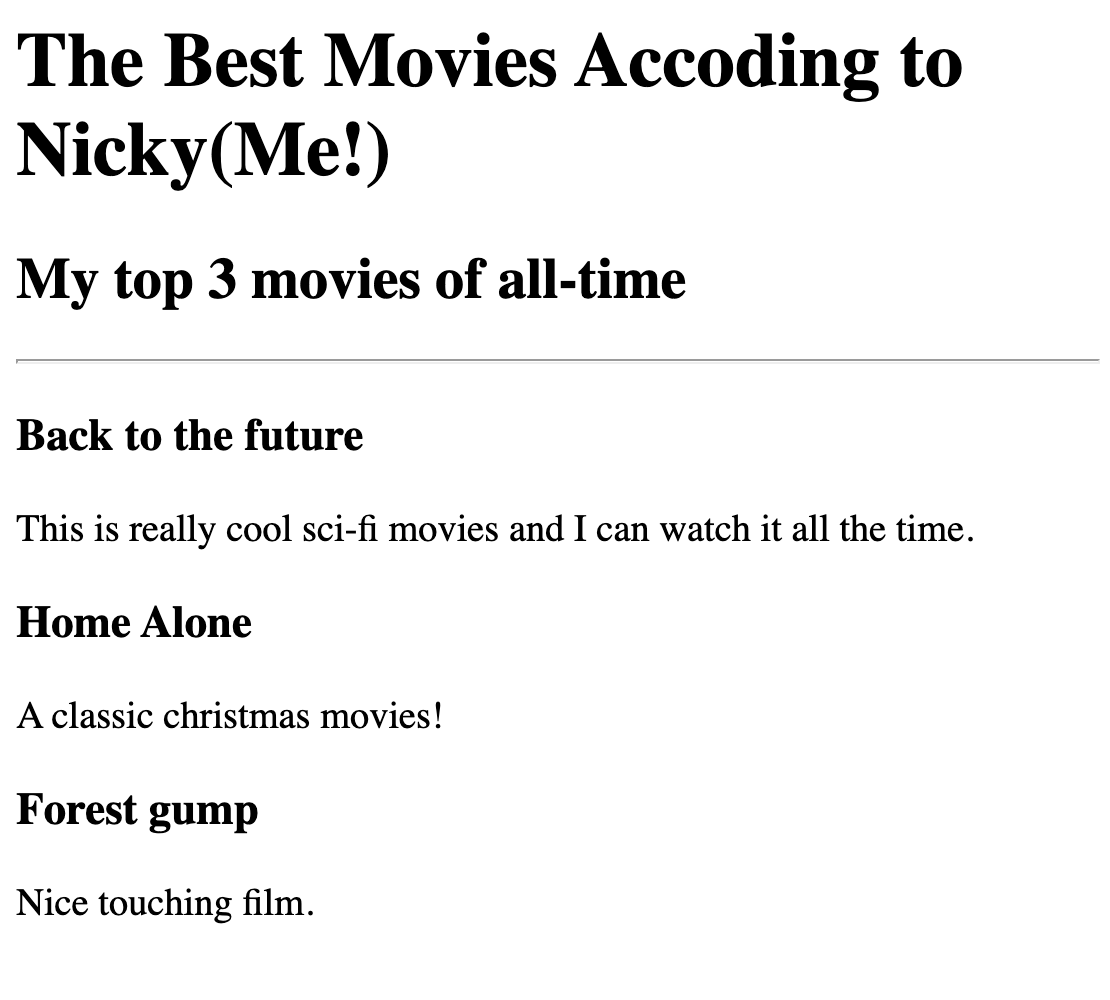 The Best Movies Accoding to
Nicky(Me!)
My top 3 movies of all-time
Back to the future
This is really cool sci-fi movies and I can watch it all the time.
Home Alone
A classic christmas movies!
Forest gump
Nice touching film.